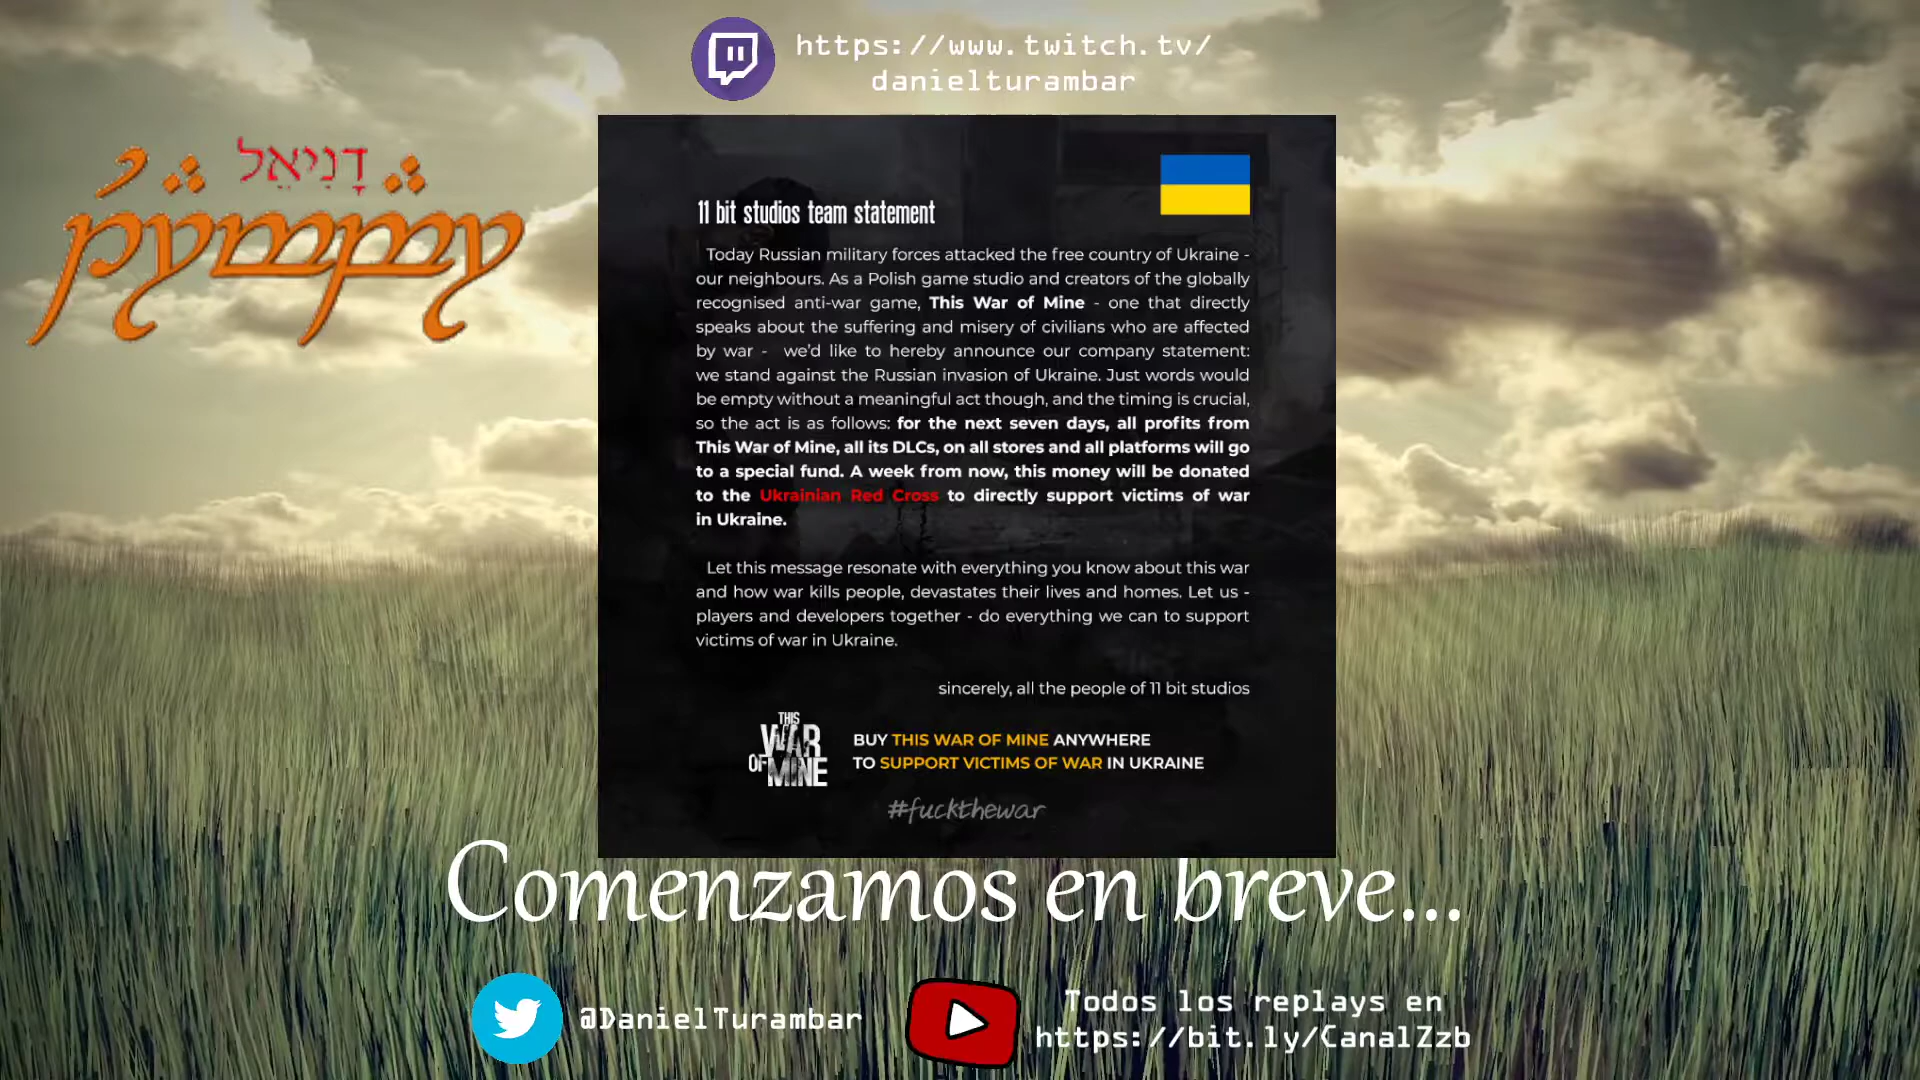 https://www.twitch.tv/
danielturambar
דָנִיאֵל
11 bit studios team statement
Today Russian military forces attacked the free country of Ukraine -
our neighbours. As a Polish game studio and creators of the globally
recognised anti-war game, This War of Mine - one that directly
speaks about the suffering and misery of civilians who are affected
by war - we'd like to hereby announce our company statement:
we stand against the Russian invasion of Ukraine. Just words would
be empty without a meaningful act though, and the timing is crucial,
so the act is as follows: for the next seven days, all profits from
This War of Mine, all its DLCs, on all stores and all platforms will go
to a special fund. A week from now, this money will be donated
to the Ukrainian Red Cross to directly support victims of war
in Ukraine.
Let this message resonate with everything you know about this war
and how war kills people, devastates their lives and homes. Let us -
players and developers together - do everything we can to support
victims of war in Ukraine.
sincerely, all the people of 11 bit studios
THIS
WAR
OF MINE
BUY THIS WAR OF MINE ANYWHERE
TO SUPPORT VICTIMS OF WAR IN UKRAINE
#fuckthewar
Comenzamos en breve...
@DanielTurambar
Todos los replays en
https://bit.ly/CanalZzb